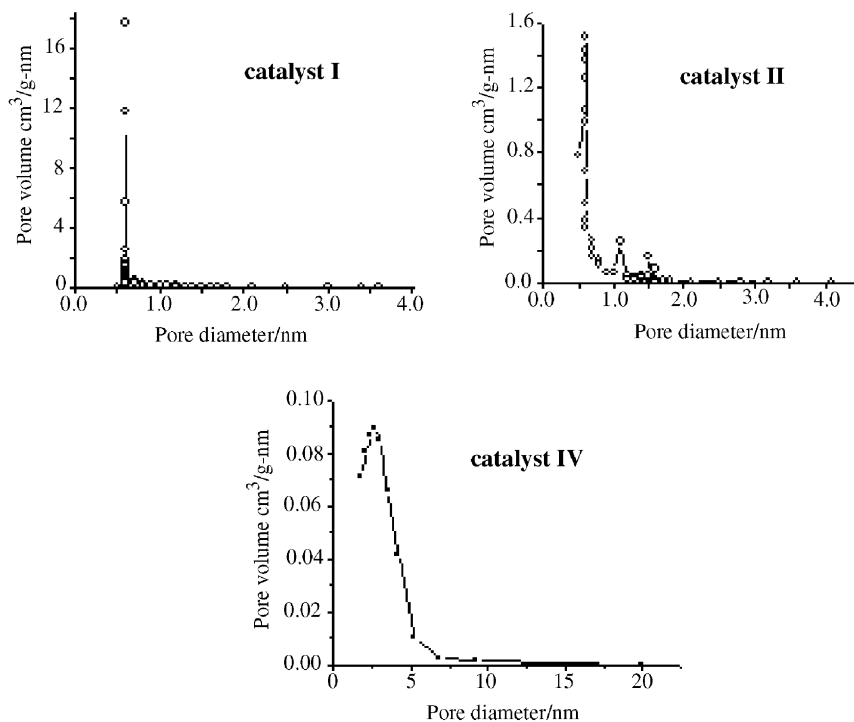 catalyst I
Pore volume cm³/g-nm
16
12
8
4
0
0.0 1.0 2.0 3.0 4.0
Pore diameter/nm
catalyst II
Pore volume cm³/g-nm
1.6
1.2
0.8
0.4
0.0
0.0 1.0 2.0 3.0 4.0
Pore diameter/nm
catalyst IV
Pore volume cm³/g-nm
0.10
0.08
0.06
0.04
0.02
0.00
0 5 10 15 20
Pore diameter/nm